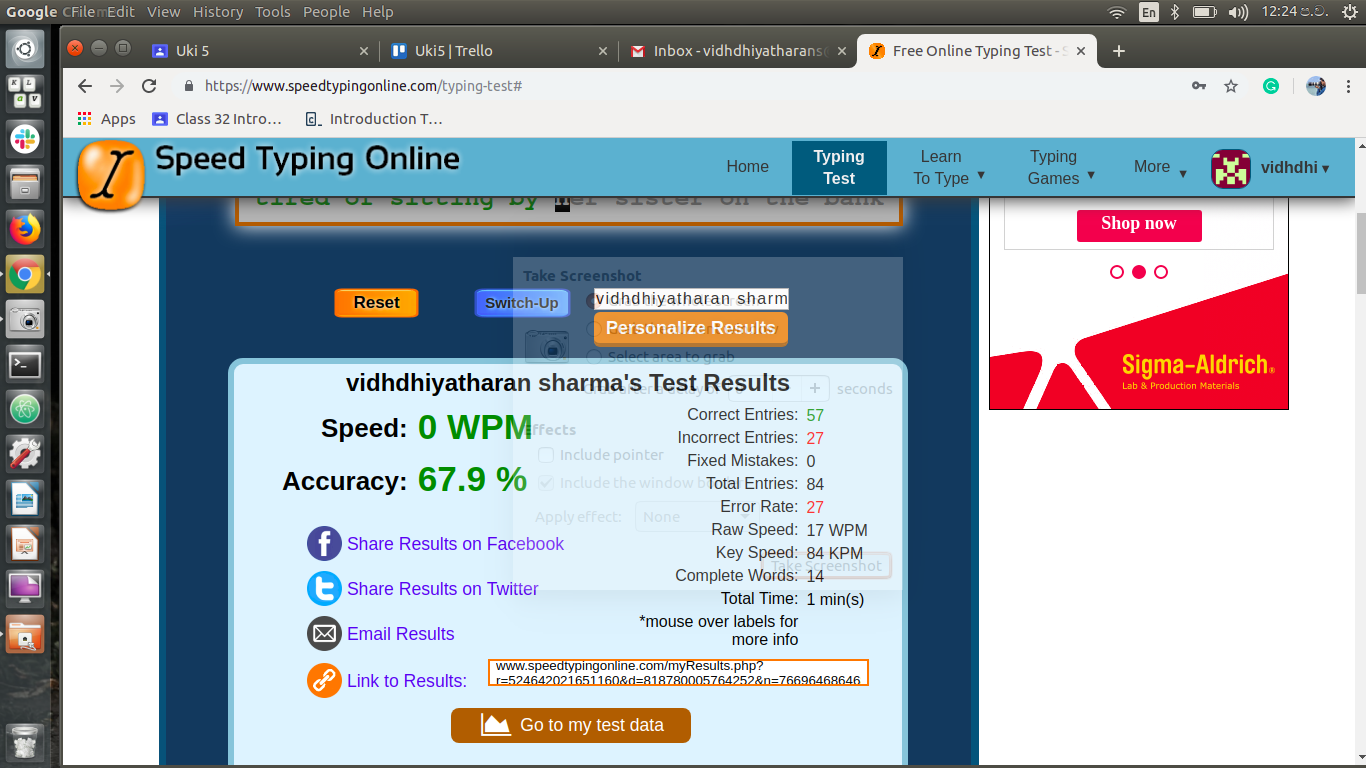 Google Chrome File Edit View History Tools People Help
En 12:24 ප.ව.
Uki 5
Uki5 | Trello
Inbox - vidhdhiyatharans
Free Online Typing Test - S
https://www.speedtypingonline.com/typing-test#
Apps
Class 32 Intro…
Introduction T…
Speed Typing Online
Home
Typing Test
Learn To Type ▾
Typing Games ▾
More ▾
vidhdhi ▾
tired of sitting by her sister on the bank
Shop now
Take Screenshot
Reset
Switch-Up
vidhdhiyatharan sharm
Personalize Results
Select area to grab
seconds
Sigma-Aldrich®
Lab & Production Materials
vidhdhiyatharan sharma's Test Results
Speed: 0 WPM
Accuracy: 67.9 %
Effects
Include pointer
Include the window border
Apply effect: None
Take Screenshot
Correct Entries: 57
Incorrect Entries: 27
Fixed Mistakes: 0
Total Entries: 84
Error Rate: 27
Raw Speed: 17 WPM
Key Speed: 84 KPM
Complete Words: 14
Total Time: 1 min(s)
*mouse over labels for
more info
Share Results on Facebook
Share Results on Twitter
Email Results
Link to Results:
www.speedtypingonline.com/myResults.php?
r=524642021651160&d=818780005764252&n=76696468646
Go to my test data